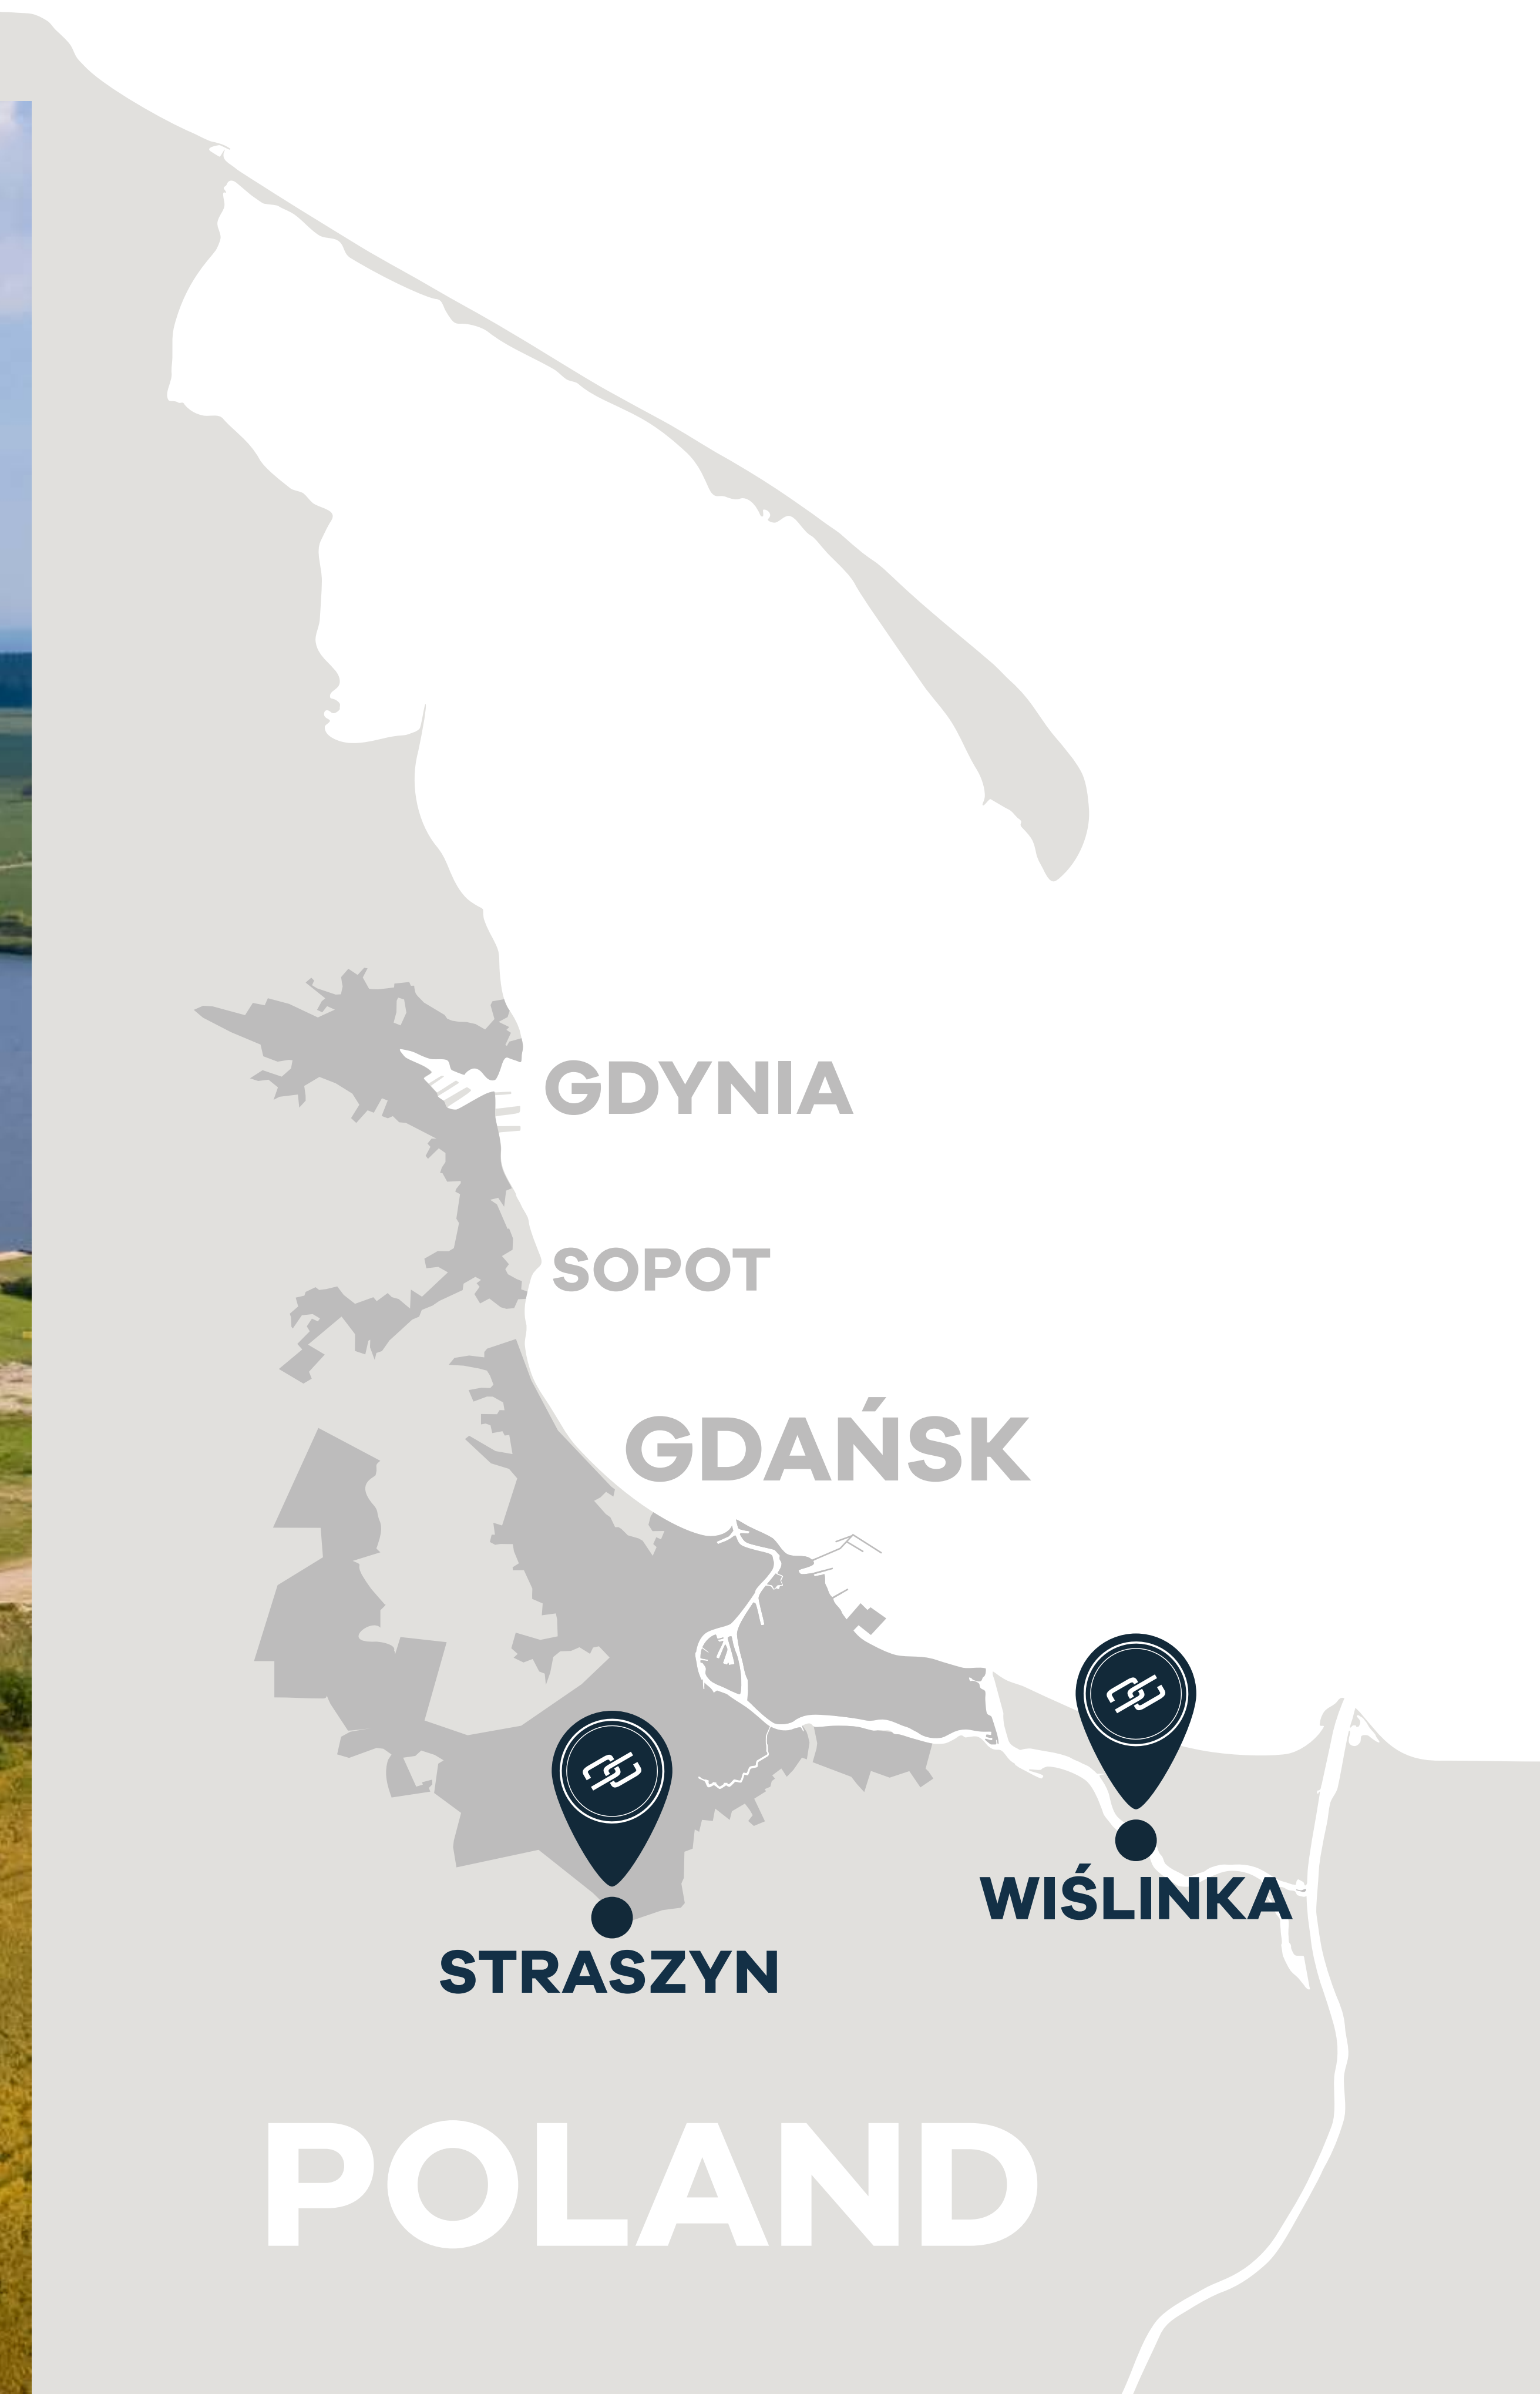 GDYNIA
SOPOT
GDAŃSK
WIŚLINKA
STRASZYN
POLAND